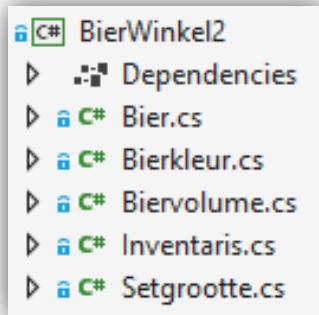 C# BierWinkel2
Dependencies
C# Bier.cs
C# Bierkleur.cs
C# Biervolume.cs
C# Inventaris.cs
C# Setgrootte.cs